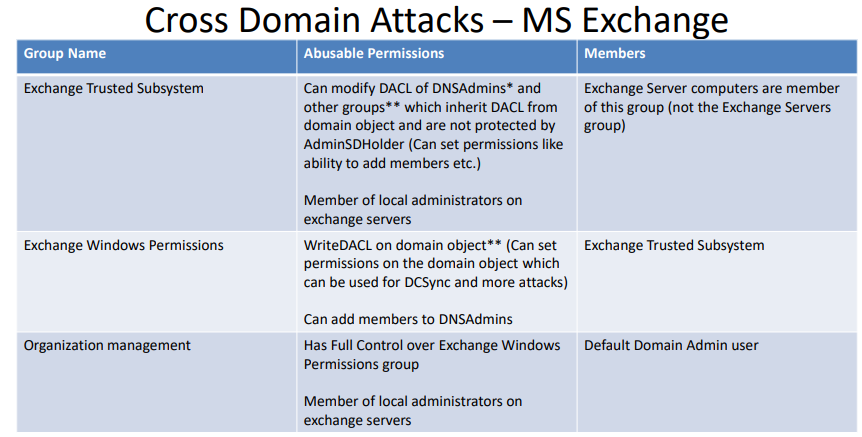 Cross Domain Attacks – MS Exchange
Group Name
Abusable Permissions
Members
Exchange Trusted Subsystem
Can modify DACL of DNSAdmins* and
other groups** which inherit DACL from
domain object and are not protected by
AdminSDHolder (Can set permissions like
ability to add members etc.)
Member of local administrators on
exchange servers
Exchange Server computers are member
of this group (not the Exchange Servers
group)
Exchange Windows Permissions
WriteDACL on domain object** (Can set
permissions on the domain object which
can be used for DCSync and more attacks)
Can add members to DNSAdmins
Exchange Trusted Subsystem
Organization management
Has Full Control over Exchange Windows
Permissions group
Member of local administrators on
exchange servers
Default Domain Admin user